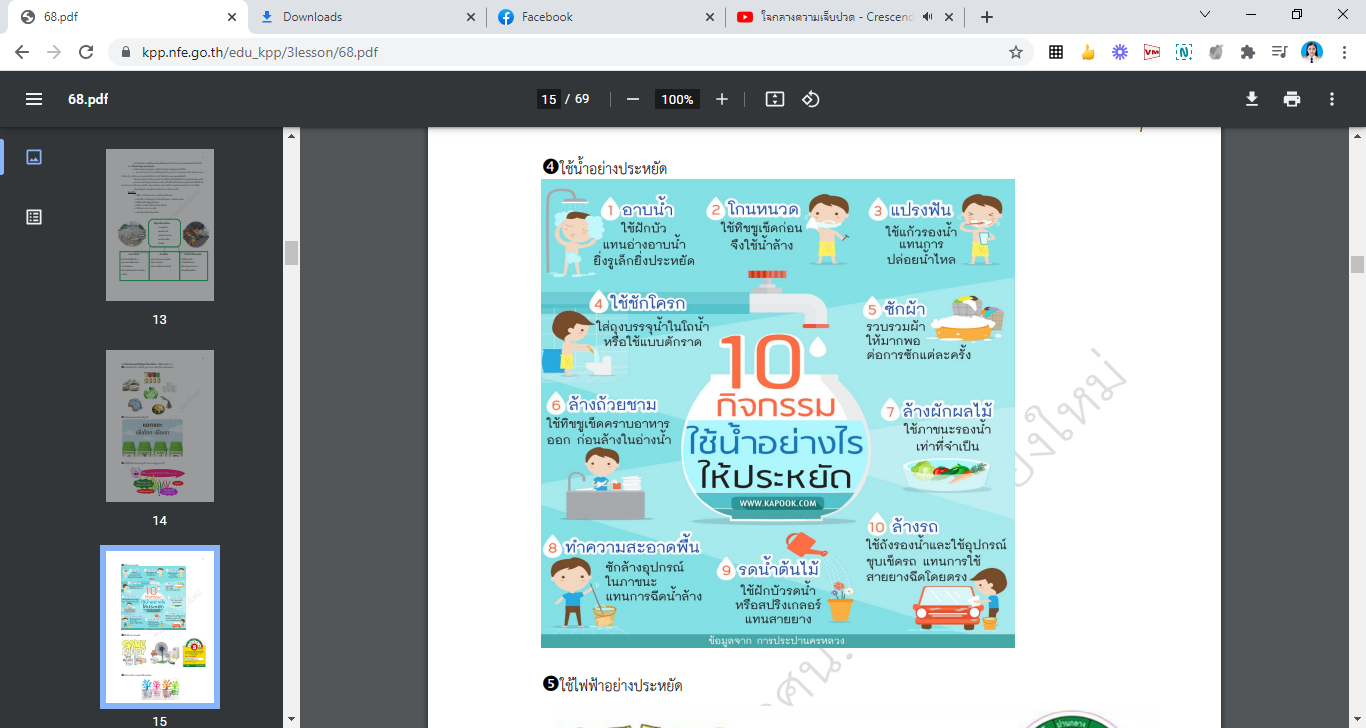 68.pdf
Downloads
Facebook
ใจกลางความเจ็บปวด - Crescend
kpp.nfe.go.th/edu_kpp/3lesson/68.pdf
68.pdf
15 / 69
100%
13
14
15
❹ใช้น้ำอย่างประหยัด
1 อาบน้ำ
ใช้ฝักบัว
แทนอ่างอาบน้ำ
ยิ่งรูเล็กยิ่งประหยัด
2 โกนหนวด
ใช้ทิชชูเช็ดก่อน
จึงใช้น้ำล้าง
3 แปรงฟัน
ใช้แก้วรองน้ำ
แทนการ
ปล่อยน้ำไหล
4 ใช้ชักโครก
ใส่ถุงบรรจุน้ำในโถน้ำ
หรือใช้แบบตักราด
5 ซักผ้า
รวบรวมผ้า
ให้มากพอ
ต่อการซักแต่ละครั้ง
10
กิจกรรม
ใช้น้ำอย่างไร
ให้ประหยัด
WWW.KAPOOK.COM
6 ล้างถ้วยชาม
ใช้ทิชชูเช็ดคราบอาหาร
ออก ก่อนล้างในอ่างน้ำ
7 ล้างผักผลไม้
ใช้ภาชนะรองน้ำ
เท่าที่จำเป็น
8 ทำความสะอาดพื้น
ซักล้างอุปกรณ์
ในภาชนะ
แทนการฉีดน้ำล้าง
9 รดน้ำต้นไม้
ใช้ฝักบัวรดน้ำ
หรือสปริงเกลอร์
แทนสายยาง
10 ล้างรถ
ใช้ถังรองน้ำและใช้อุปกรณ์
ชุบเช็ดรถ แทนการใช้
สายยางฉีดโดยตรง
ข้อมูลจาก การประปานครหลวง
❺ใช้ไฟฟ้าอย่างประหยัด